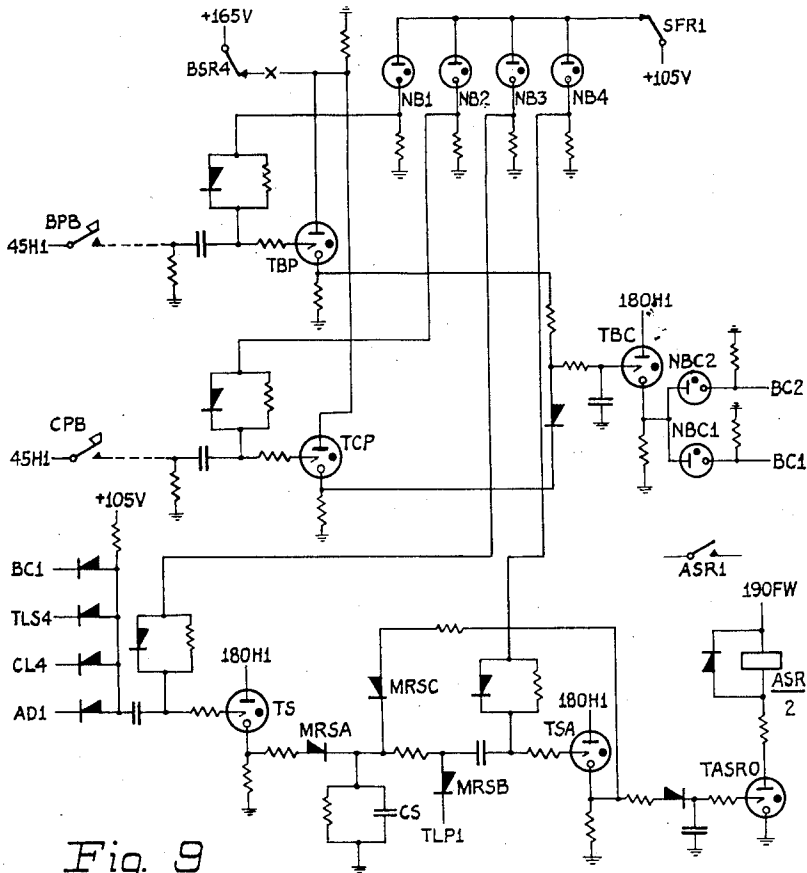 +165V
BSR4
X
SFR1
+105V
NB1
NB2
NB3
NB4
BPB
45H1
TBP
180H1
TBC
NBC2
BC2
NBC1
BC1
CPB
45H1
TCP
+105V
ASR1
BC1
TLS4
CL4
AD1
180H1
TS
MRSA
MRSC
CS
MRSB
TLP1
180H1
TSA
190FW
ASR
2
TASRO
Fig. 9